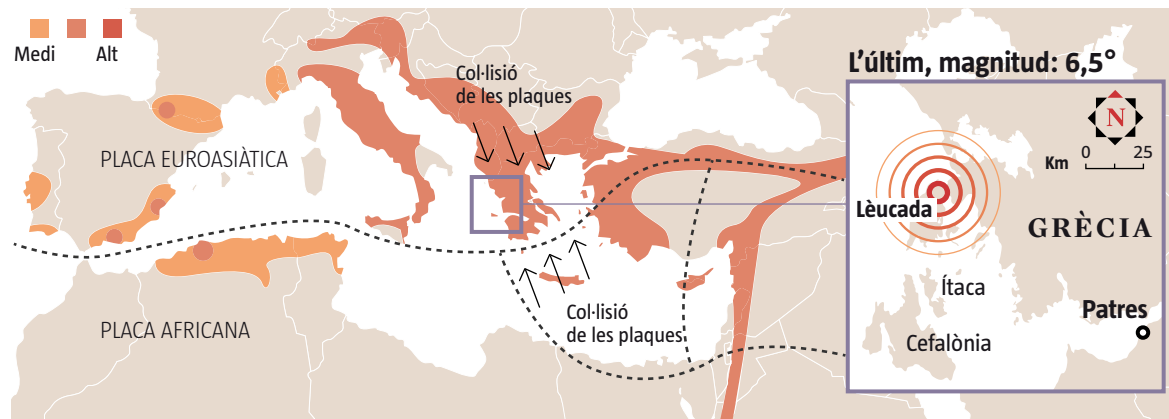 Medi
Alt
Col·lisió
de les plaques
PLACA EUROASIÀTICA
Col·lisió
de les plaques
PLACA AFRICANA
L'últim, magnitud: 6,5°
N
0 25
Km
Lèucada
GRÈCIA
Ítaca
Patres
Cefalònia